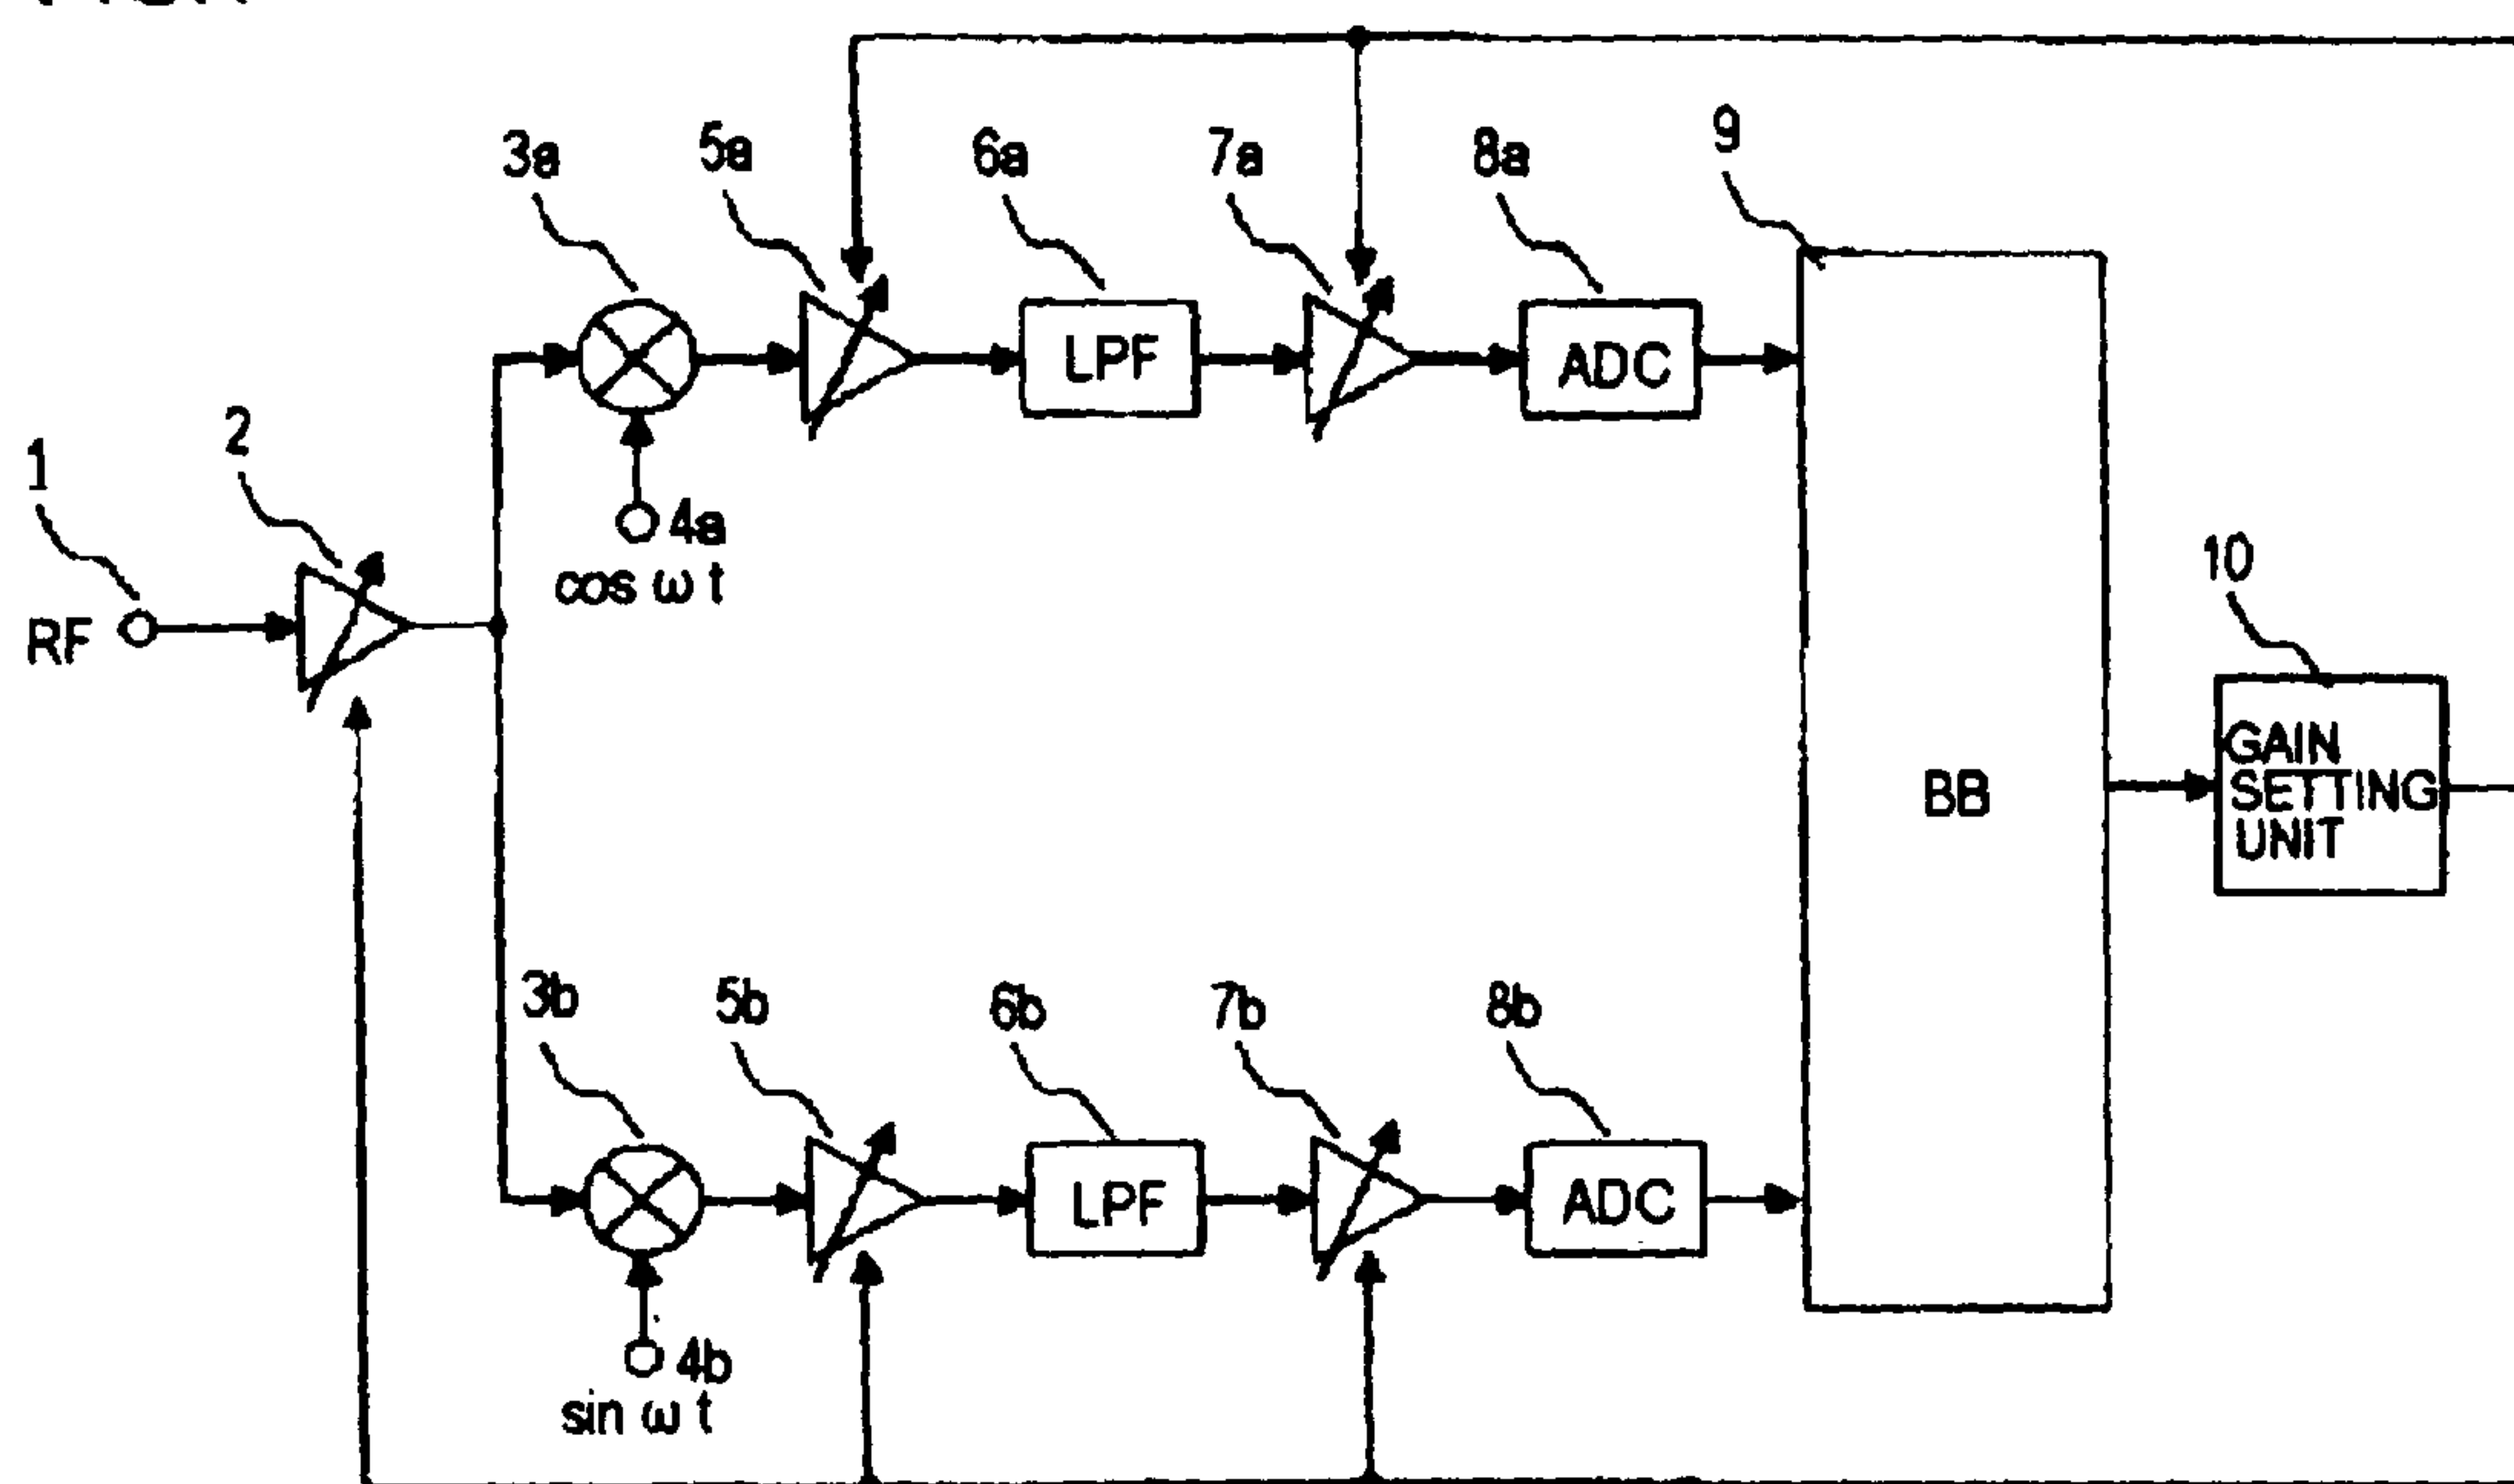 3a
5a
6a
7a
8a
9
LPF
ADC
4a
cos ω t
1
2
RF
10
GAIN
SETTING
UNIT
BB
3b
5b
6b
7b
8b
LPF
ADC
4b
sin ω t